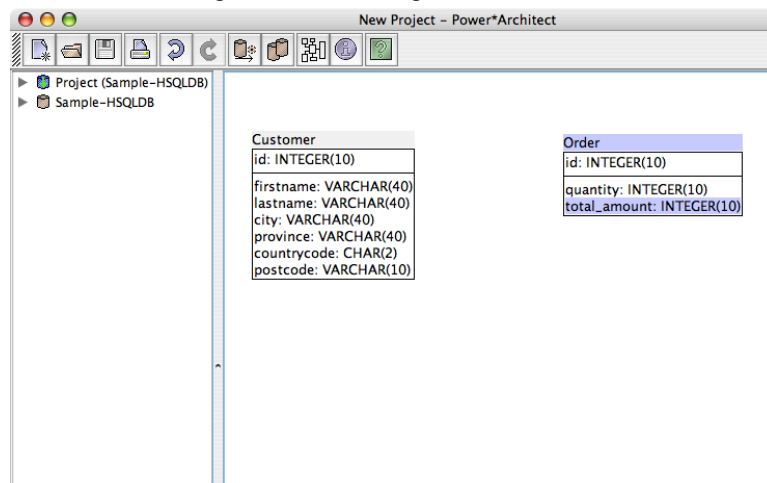 New Project – Power*Architect
Project (Sample-HSQLDB)
Sample-HSQLDB
Customer
id: INTEGER(10)
firstname: VARCHAR(40)
lastname: VARCHAR(40)
city: VARCHAR(40)
province: VARCHAR(40)
countrycode: CHAR(2)
postcode: VARCHAR(10)
Order
id: INTEGER(10)
quantity: INTEGER(10)
total_amount: INTEGER(10)